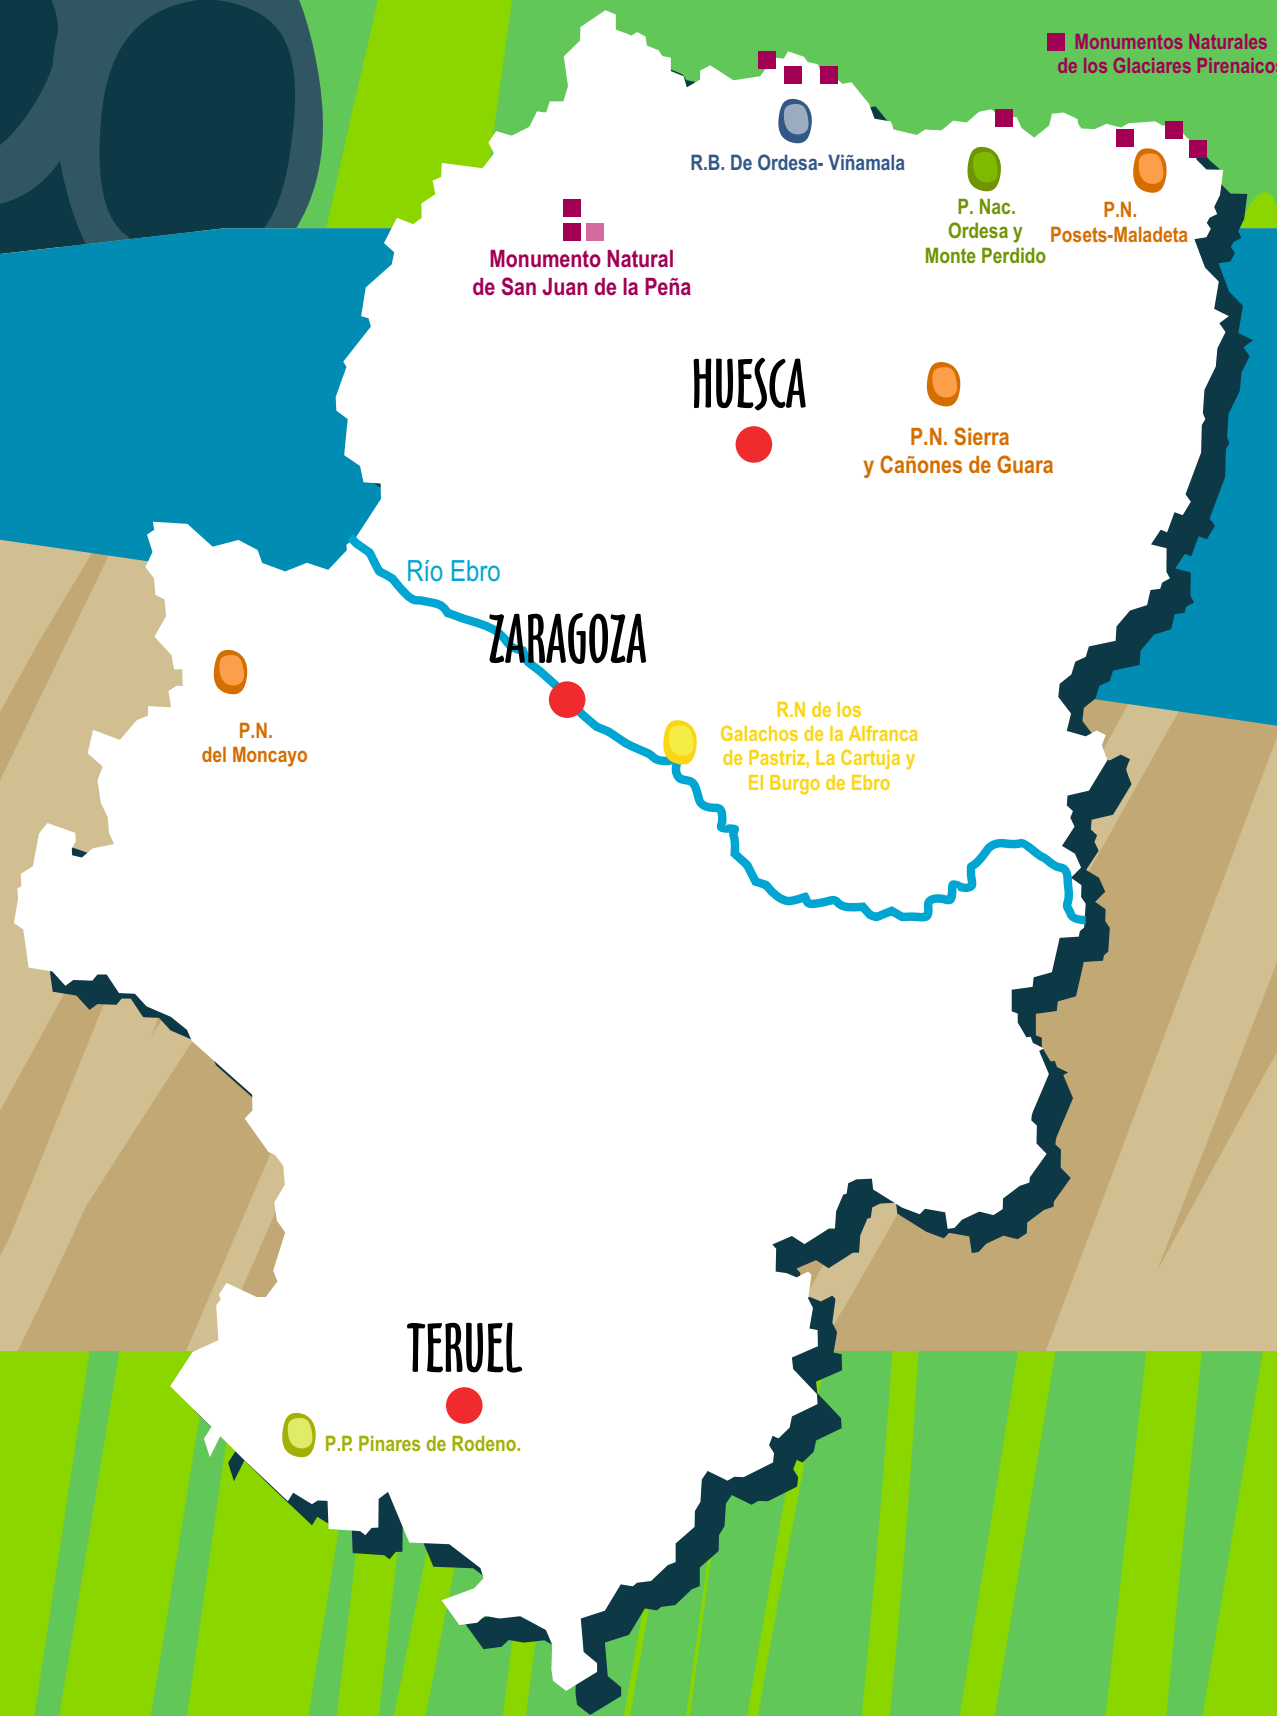 Monumentos Naturales
de los Glaciares Pirenaicos
R.B. De Ordesa- Viñamala
P. Nac.
Ordesa y
Monte Perdido
P.N.
Posets-Maladeta
Monumento Natural
de San Juan de la Peña
HUESCA
P.N. Sierra
y Cañones de Guara
Río Ebro
ZARAGOZA
P.N.
del Moncayo
R.N de los
Galachos de la Alfranca
de Pastriz, La Cartuja y
El Burgo de Ebro
TERUEL
P.P. Pinares de Rodeno.